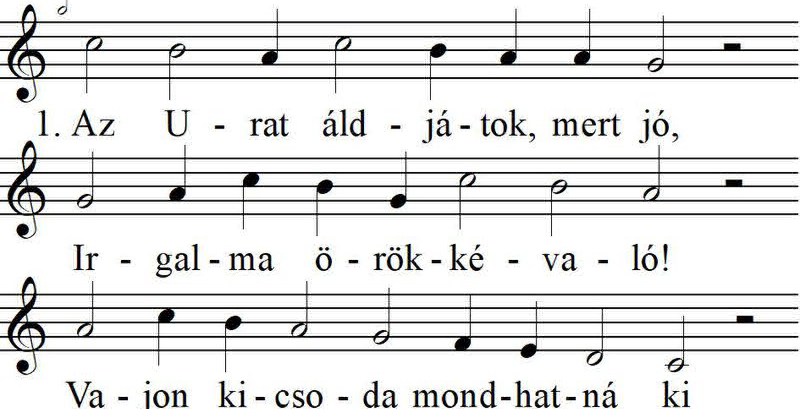 1. Az U - rat áld - já - tok, mert jó,
Ir - gal - ma ö - rök - ké - va - ló!
Va - jon ki - cso - da mond - hat - ná ki